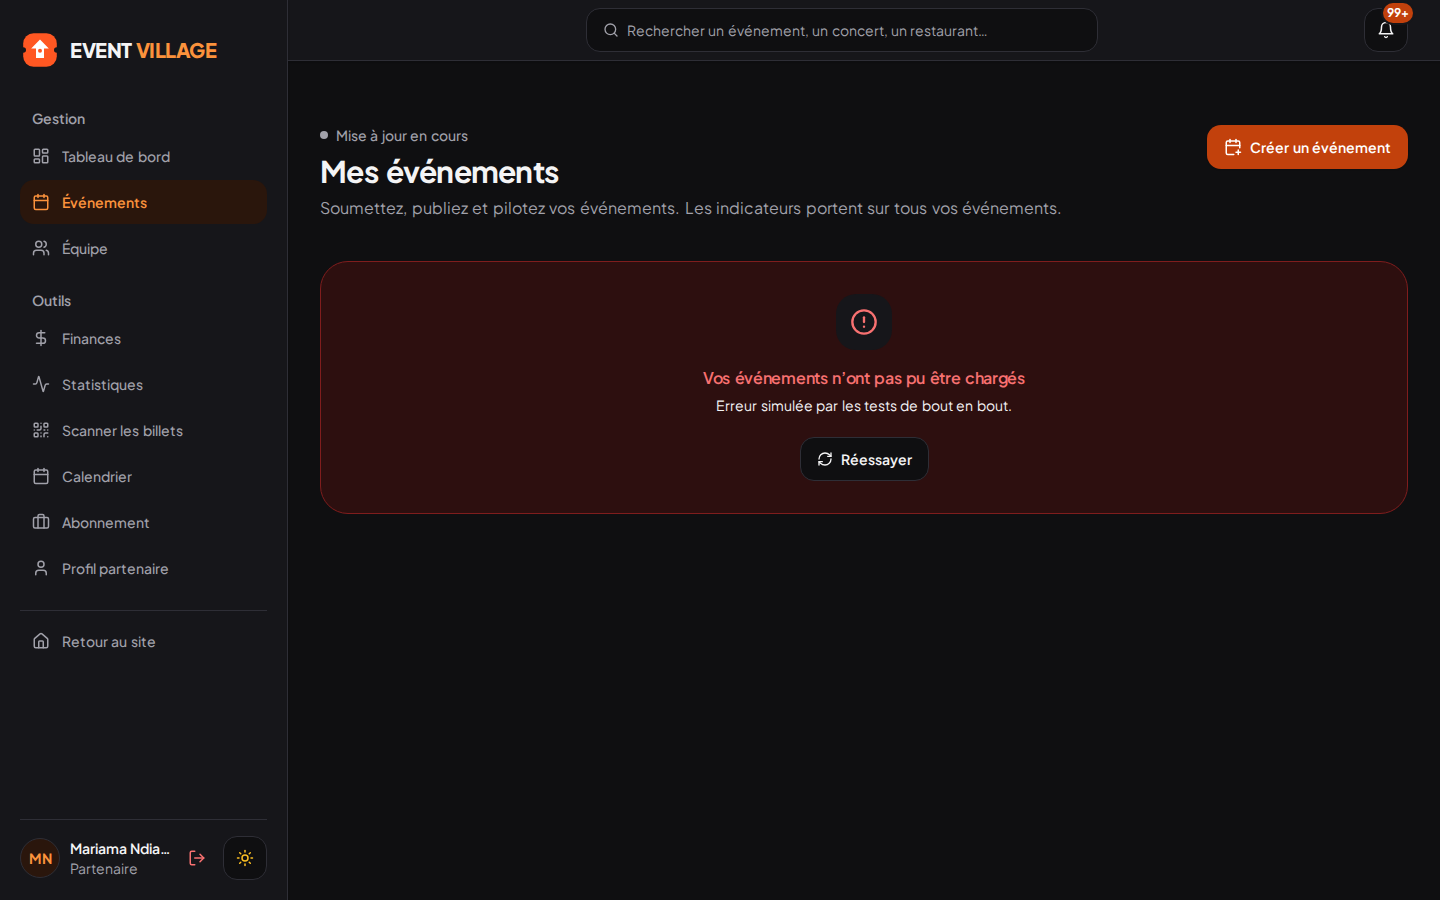 EVENT VILLAGE
Rechercher un événement, un concert, un restaurant…
99+
Gestion
Tableau de bord
Événements
Équipe
Outils
Finances
Statistiques
Scanner les billets
Calendrier
Abonnement
Profil partenaire
Retour au site
MN
Mariama Ndia…
Partenaire
Mise à jour en cours
Mes événements
Soumettez, publiez et pilotez vos événements. Les indicateurs portent sur tous vos événements.
Créer un événement
Vos événements n’ont pas pu être chargés
Erreur simulée par les tests de bout en bout.
Réessayer